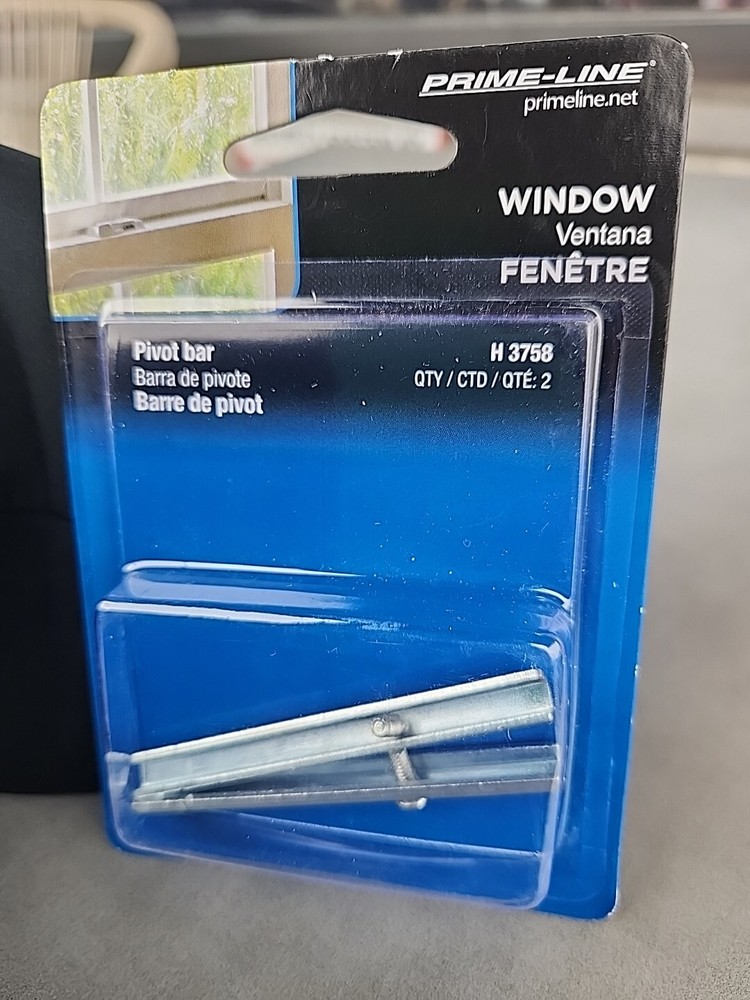 PRIME-LINE®
primeline.net
WINDOW
Ventana
FENÊTRE
Pivot bar
Barra de pivote
Barre de pivot
H 3758
QTY / CTD / QTÉ: 2